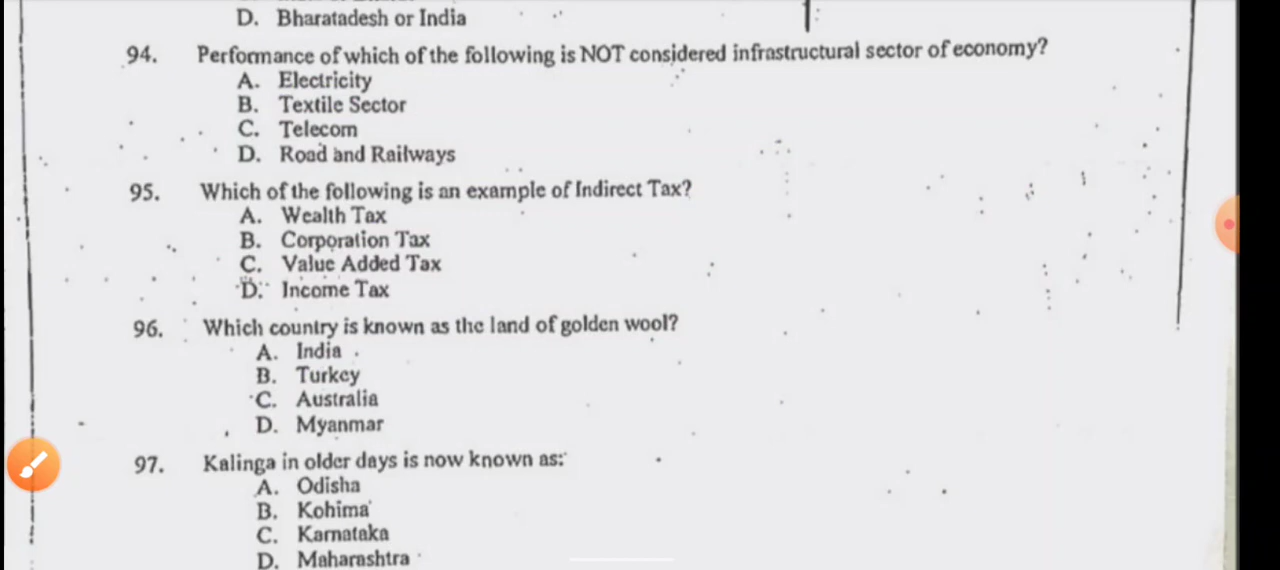 D. Bharatadesh or India
94. Performance of which of the following is NOT considered infrastructural sector of economy?
A. Electricity
B. Textile Sector
C. Telecom
D. Road and Railways
95. Which of the following is an example of Indirect Tax?
A. Wealth Tax
B. Corporation Tax
C. Value Added Tax
D. Income Tax
96. Which country is known as the land of golden wool?
A. India
B. Turkey
C. Australia
D. Myanmar
97. Kalinga in older days is now known as:
A. Odisha
B. Kohima
C. Karnataka
D. Maharashtra